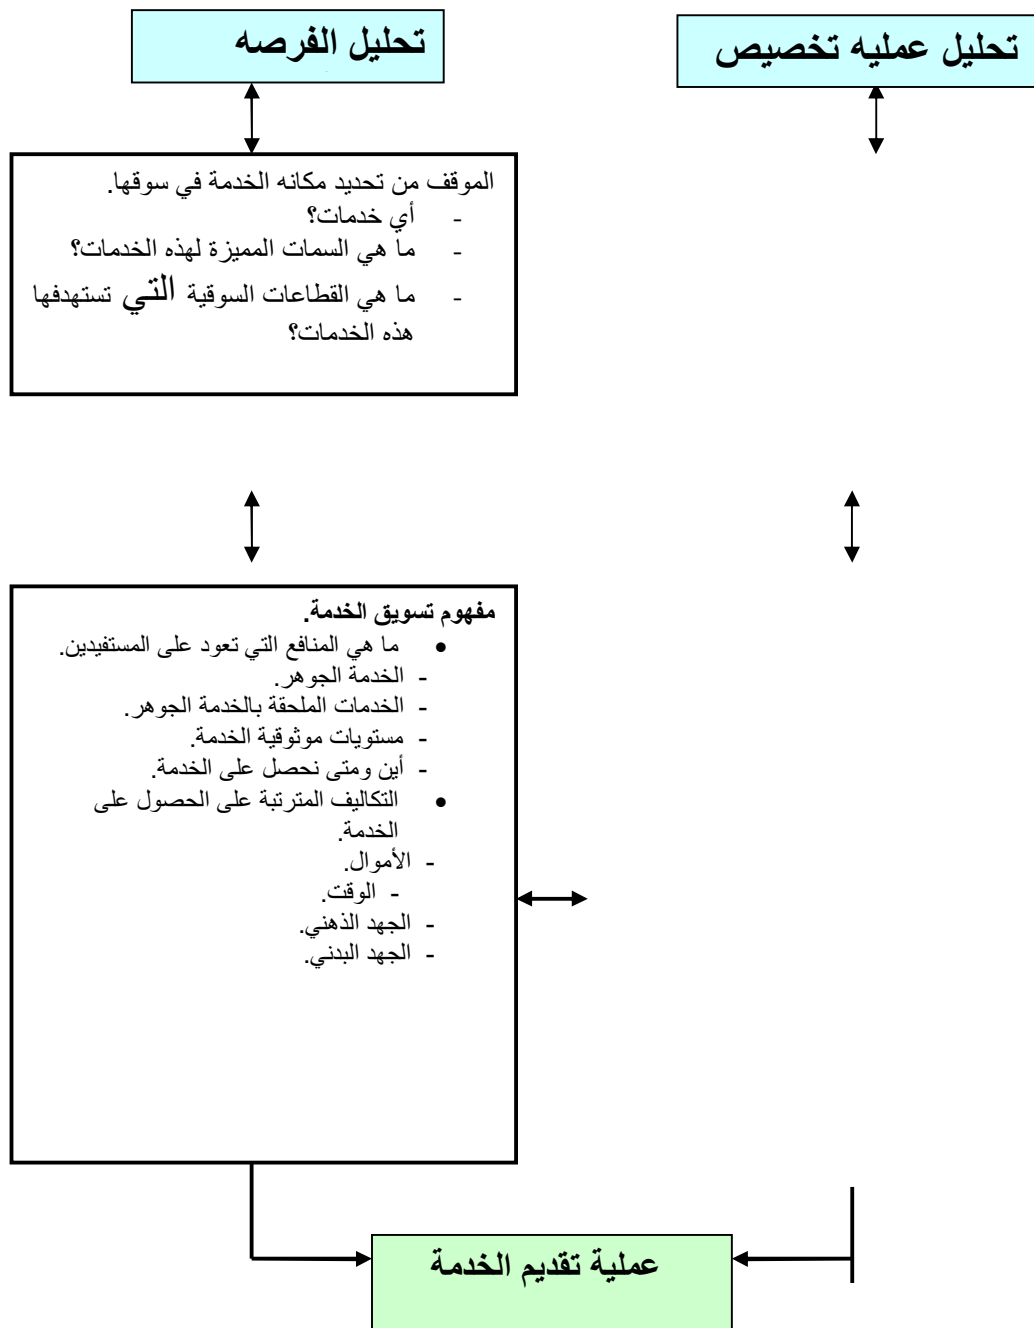 تحليل عمليه تخصيص
تحليل الفرصه
الموقف من تحديد مكانه الخدمة في سوقها.
- أي خدمات؟
- ما هي السمات المميزة لهذه الخدمات؟
- ما هي القطاعات السوقية التي تستهدفها
هذه الخدمات؟
مفهوم تسويق الخدمة.
• ما هي المنافع التي تعود على المستفيدين.
- الخدمة الجوهر.
- الخدمات الملحقة بالخدمة الجوهر.
- مستويات موثوقية الخدمة.
- أين ومتى نحصل على الخدمة.
• التكاليف المترتبة على الحصول على
الخدمة.
- الأموال.
- الوقت.
- الجهد الذهني.
- الجهد البدني.
عملية تقديم الخدمة